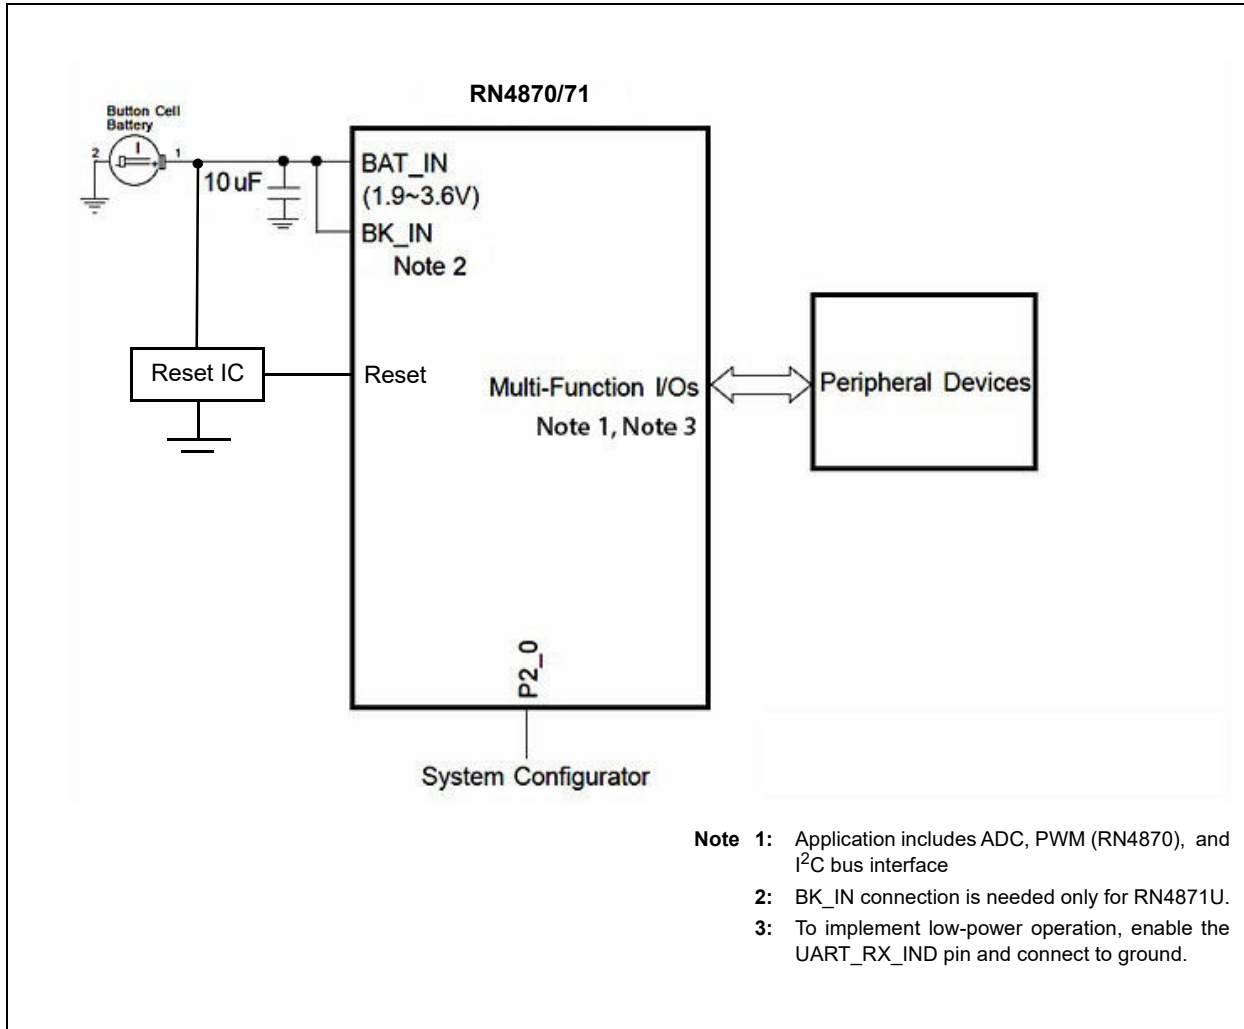 RN4870/71
Button Cell
Battery
2
1
10 uF
BAT_IN
(1.9~3.6V)
BK_IN
Note 2
Reset IC
Reset
Multi-Function I/Os
Note 1, Note 3
Peripheral Devices
P2_0
System Configurator
Note 1: Application includes ADC, PWM (RN4870), and
I²C bus interface
2: BK_IN connection is needed only for RN4871U.
3: To implement low-power operation, enable the
UART_RX_IND pin and connect to ground.